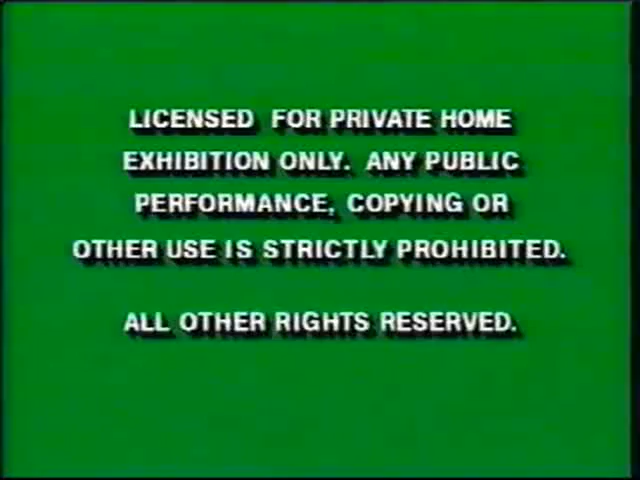 LICENSED FOR PRIVATE HOME
EXHIBITION ONLY. ANY PUBLIC
PERFORMANCE, COPYING OR
OTHER USE IS STRICTLY PROHIBITED.
ALL OTHER RIGHTS RESERVED.